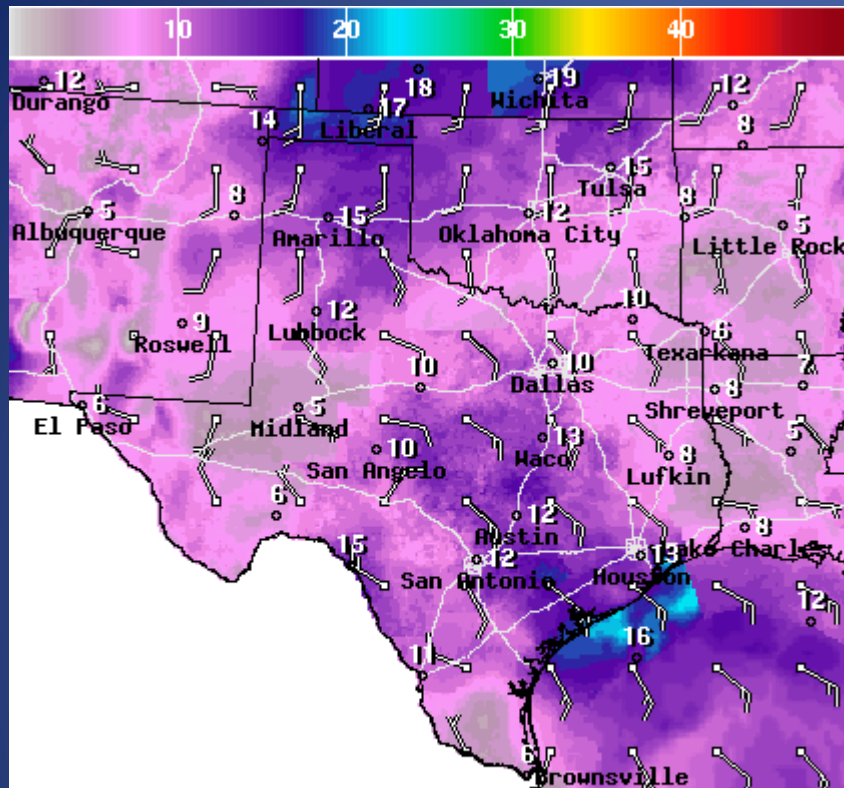 10 20 30 40
12 18 19 12
Durango Wichita
17
Liberal
14 8
15
Tulsa
5 8 15 12 8 5
Albuquerque Amarillo Oklahoma City Little Rock
9 12 10 6
Roswell Lubbock Texarkana
10 10 7
Dallas
6 5 8
El Paso Midland Shreveport
10 13 8 5
San Angelo Waco Lufkin
6 12 8
Austin
15 12 13 Lake Charles
San Antonio Houston
12
11 16
6
Brownsville